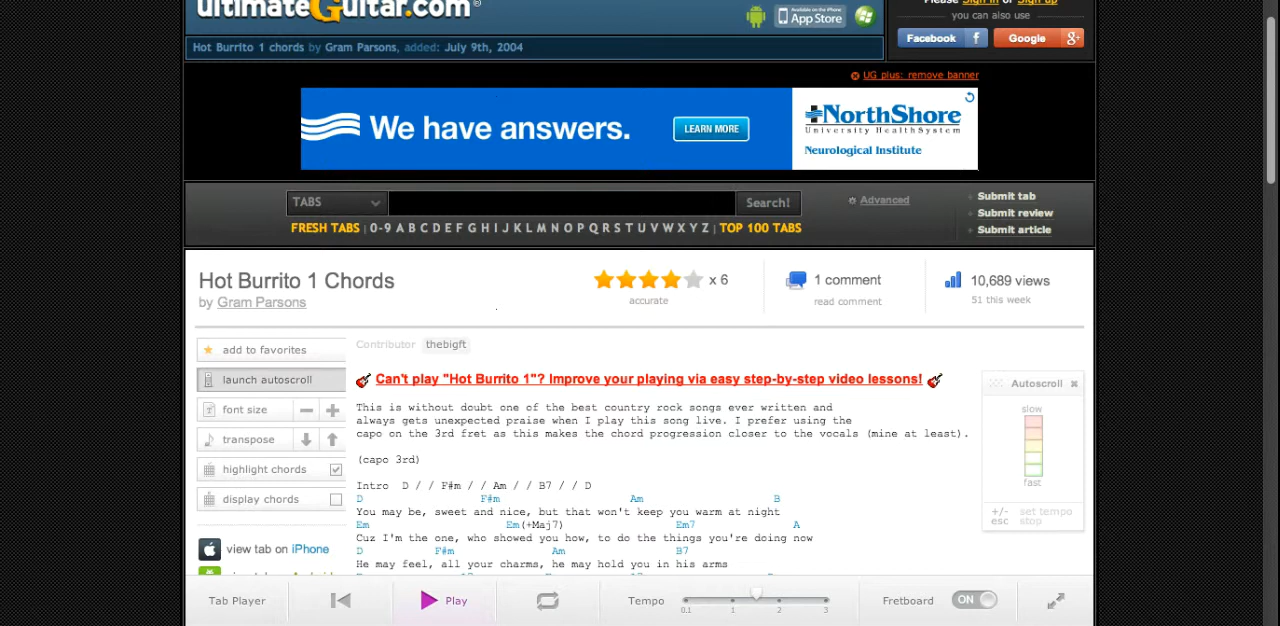 ultimateGuitar.com
Available on the iPhone
App Store
Please Sign in or Sign up
you can also use
Facebook f
Google g+
Hot Burrito 1 chords by Gram Parsons, added: July 9th, 2004
UG plus: remove banner
We have answers.
LEARN MORE
NorthShore
University HealthSystem
Neurological Institute
TABS
Search!
Advanced
Submit tab
Submit review
Submit article
FRESH TABS | 0-9 A B C D E F G H I J K L M N O P Q R S T U V W X Y Z | TOP 100 TABS
Hot Burrito 1 Chords
by Gram Parsons
x 6
accurate
1 comment
read comment
10,689 views
51 this week
add to favorites
launch autoscroll
font size
transpose
highlight chords
display chords
view tab on iPhone
Contributor thebigft
Can't play "Hot Burrito 1"? Improve your playing via easy step-by-step video lessons!
This is without doubt one of the best country rock songs ever written and
always gets unexpected praise when I play this song live. I prefer using the
capo on the 3rd fret as this makes the chord progression closer to the vocals (mine at least).
(capo 3rd)
Intro D / / F#m / / Am / / B7 / / D
D F#m Am B
You may be, sweet and nice, but that won't keep you warm at night
Em Em(+Maj7) Em7 A
Cuz I'm the one, who showed you how, to do the things you're doing now
D F#m Am B7
He may feel, all your charms, he may hold you in his arms
Autoscroll
slow
fast
+/- set tempo
esc stop
Tab Player
Play
Tempo
0.1 1 2 3
Fretboard
ON